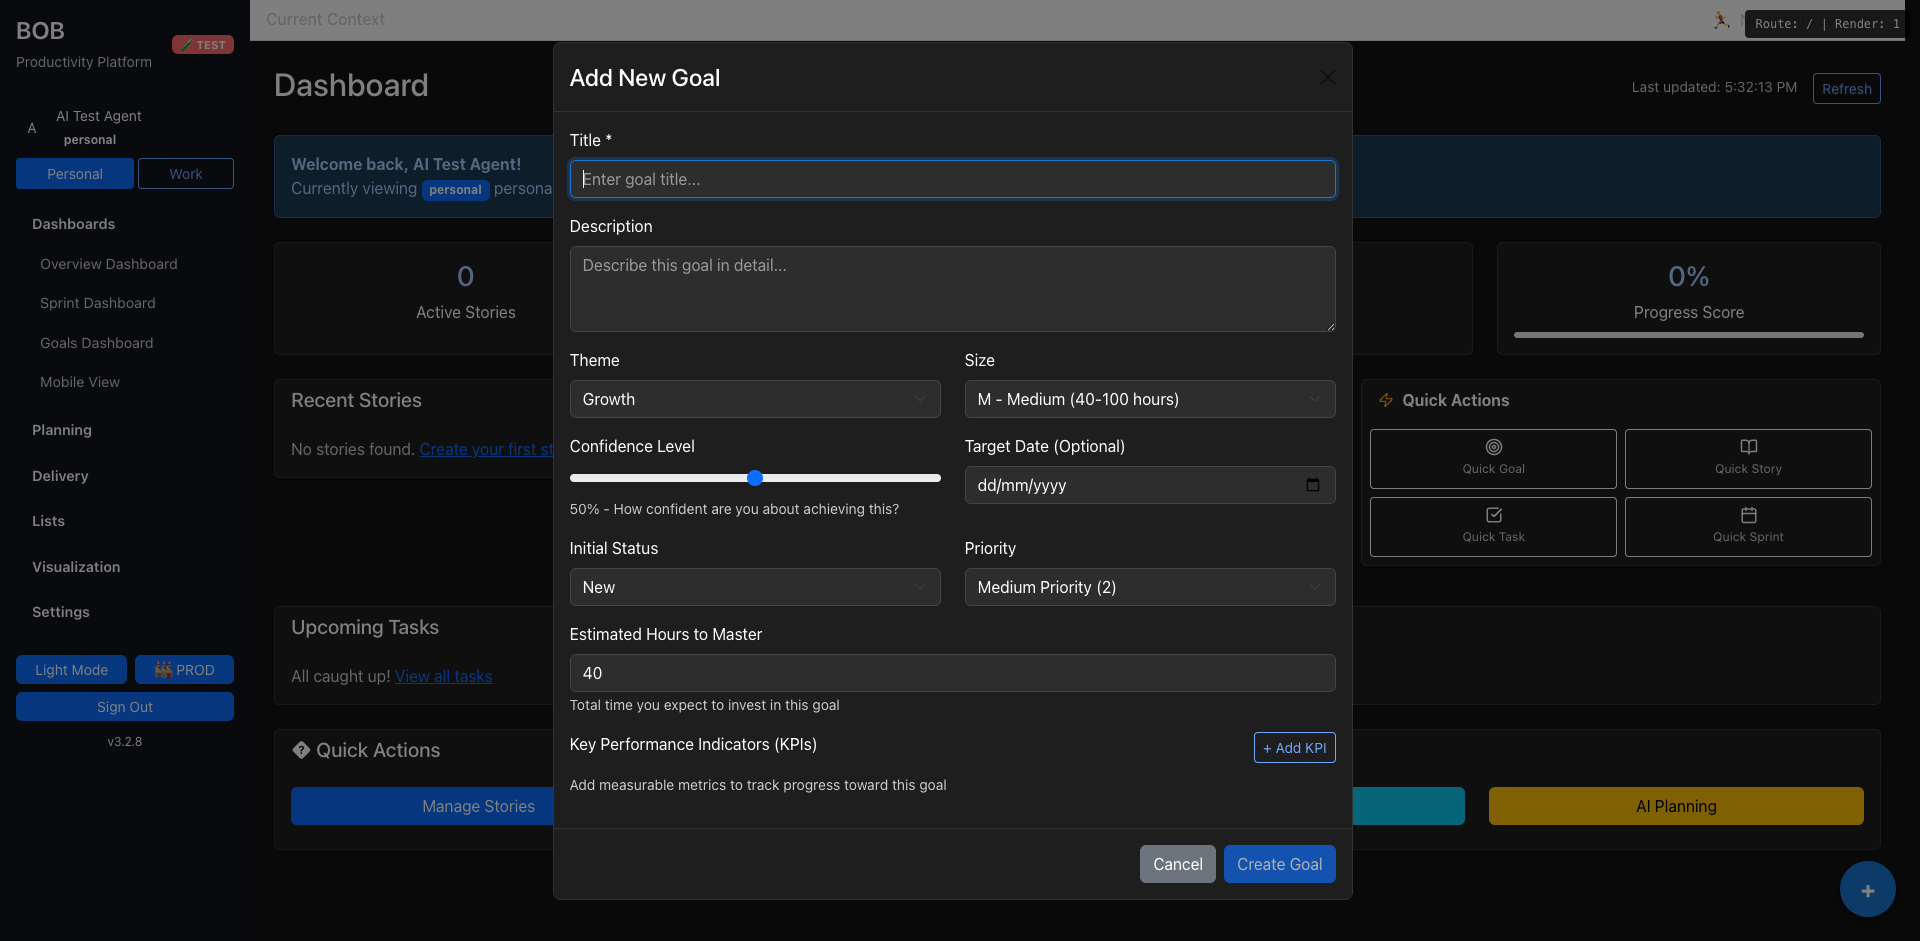 BOB
TEST
Productivity Platform
A
AI Test Agent
personal
Personal
Work
Dashboards
Overview Dashboard
Sprint Dashboard
Goals Dashboard
Mobile View
Planning
Delivery
Lists
Visualization
Settings
Light Mode
PROD
Sign Out
v3.2.8
Current Context
Route: / | Render: 1
Dashboard
Last updated: 5:32:13 PM
Refresh
Welcome back, AI Test Agent!
Currently viewing personal
0
Active Stories
0%
Progress Score
Recent Stories
No stories found. Create your first
Quick Actions
Quick Goal
Quick Story
Quick Task
Quick Sprint
Upcoming Tasks
All caught up! View all tasks
Quick Actions
Manage Stories
AI Planning
+
Add New Goal
Title *
Enter goal title...
Description
Describe this goal in detail...
Theme
Size
Growth
M - Medium (40-100 hours)
Confidence Level
Target Date (Optional)
dd/mm/yyyy
50% - How confident are you about achieving this?
Initial Status
Priority
New
Medium Priority (2)
Estimated Hours to Master
40
Total time you expect to invest in this goal
Key Performance Indicators (KPIs)
+ Add KPI
Add measurable metrics to track progress toward this goal
Cancel
Create Goal